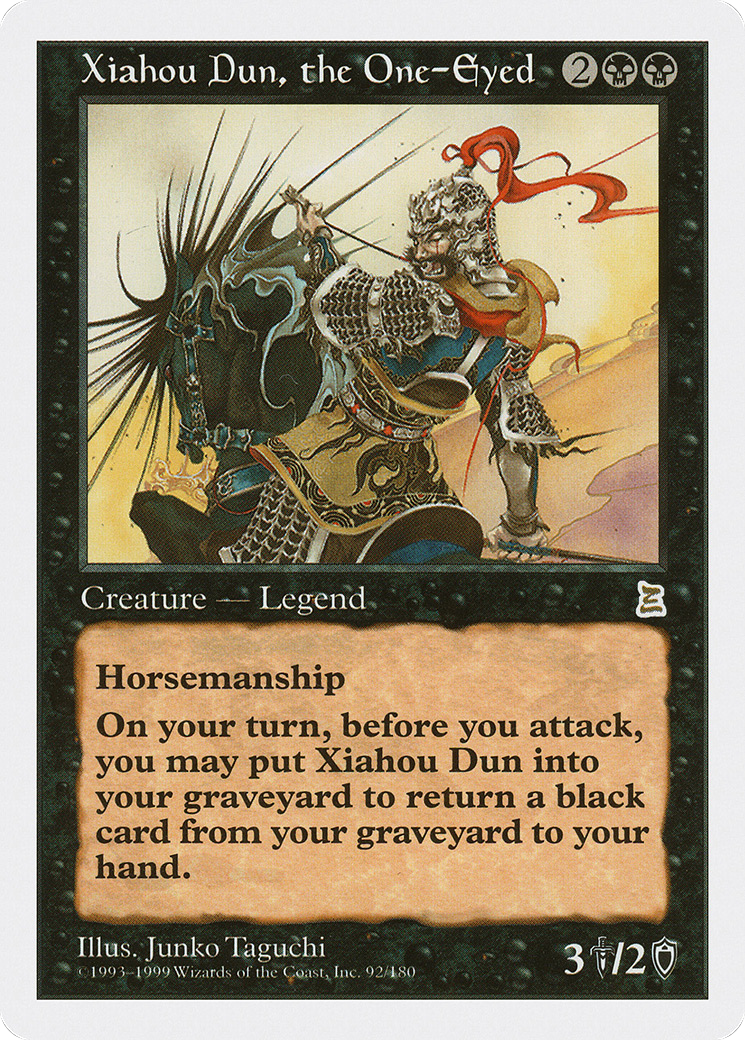 Xiahou Dun, the One-Eyed 2
Creature — Legend
Horsemanship
On your turn, before you attack,
you may put Xiahou Dun into
your graveyard to return a black
card from your graveyard to your
hand.
Illus. Junko Taguchi
©1993–1999 Wizards of the Coast, Inc. 92/180
3/2